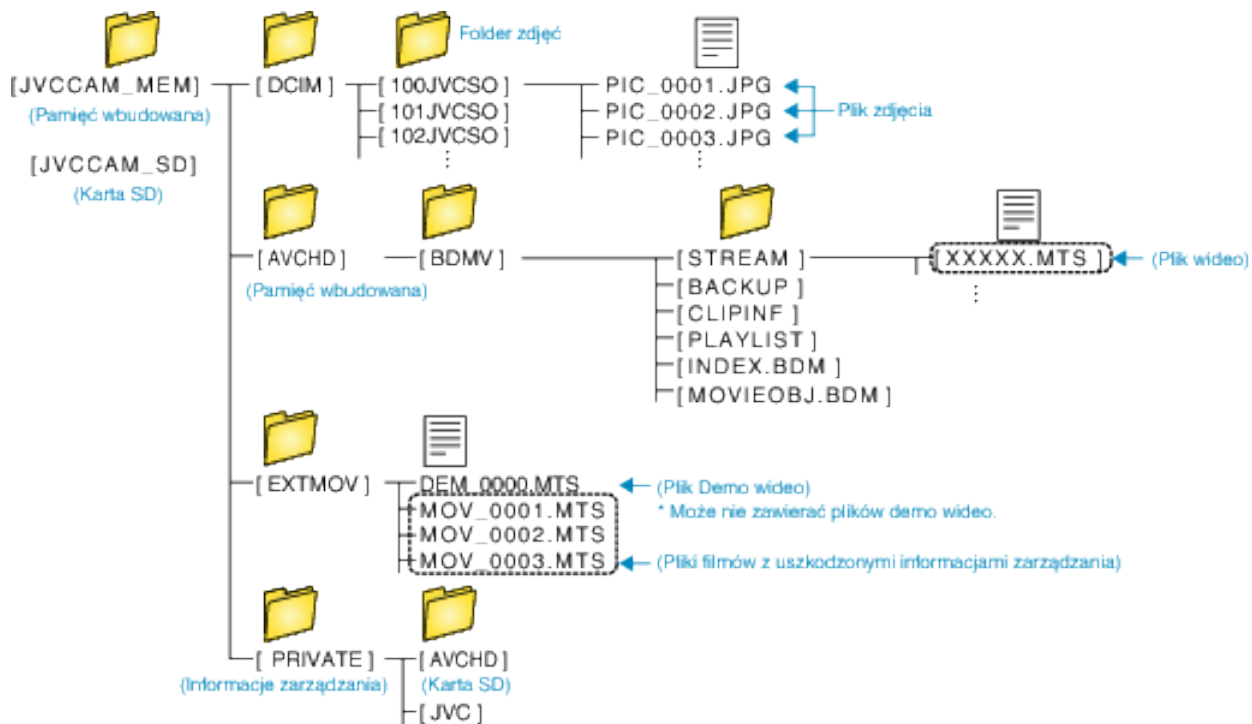 Folder zdjęć
[JVCCAM_MEM] [DCIM] [100JVCSO] PIC_0001.JPG
(Pamięć wbudowana) [101JVCSO] PIC_0002.JPG Plik zdjęcia
[102JVCSO] PIC_0003.JPG
[JVCCAM_SD]
(Karta SD)
[AVCHD] [BDMV] [STREAM] [XXXXX.MTS] (Plik wideo)
(Pamięć wbudowana) [BACKUP]
[CLIPINF]
[PLAYLIST]
[INDEX.BDM]
[MOVIEOBJ.BDM]
[EXTMOV] DEM_0000.MTS (Plik Demo wideo)
MOV_0001.MTS * Może nie zawierać plików demo wideo.
MOV_0002.MTS
MOV_0003.MTS (Pliki filmów z uszkodzonymi informacjami zarządzania)
[PRIVATE] [AVCHD]
(Informacje zarządzania) (Karta SD)
[JVC]